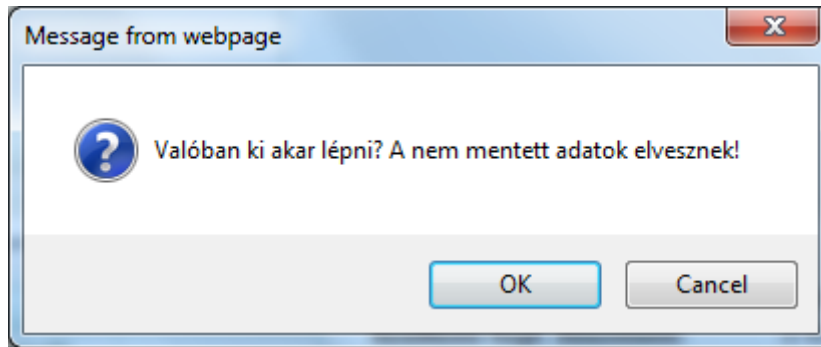 Message from webpage
Valóban ki akar lépni? A nem mentett adatok elvesznek!
OK
Cancel